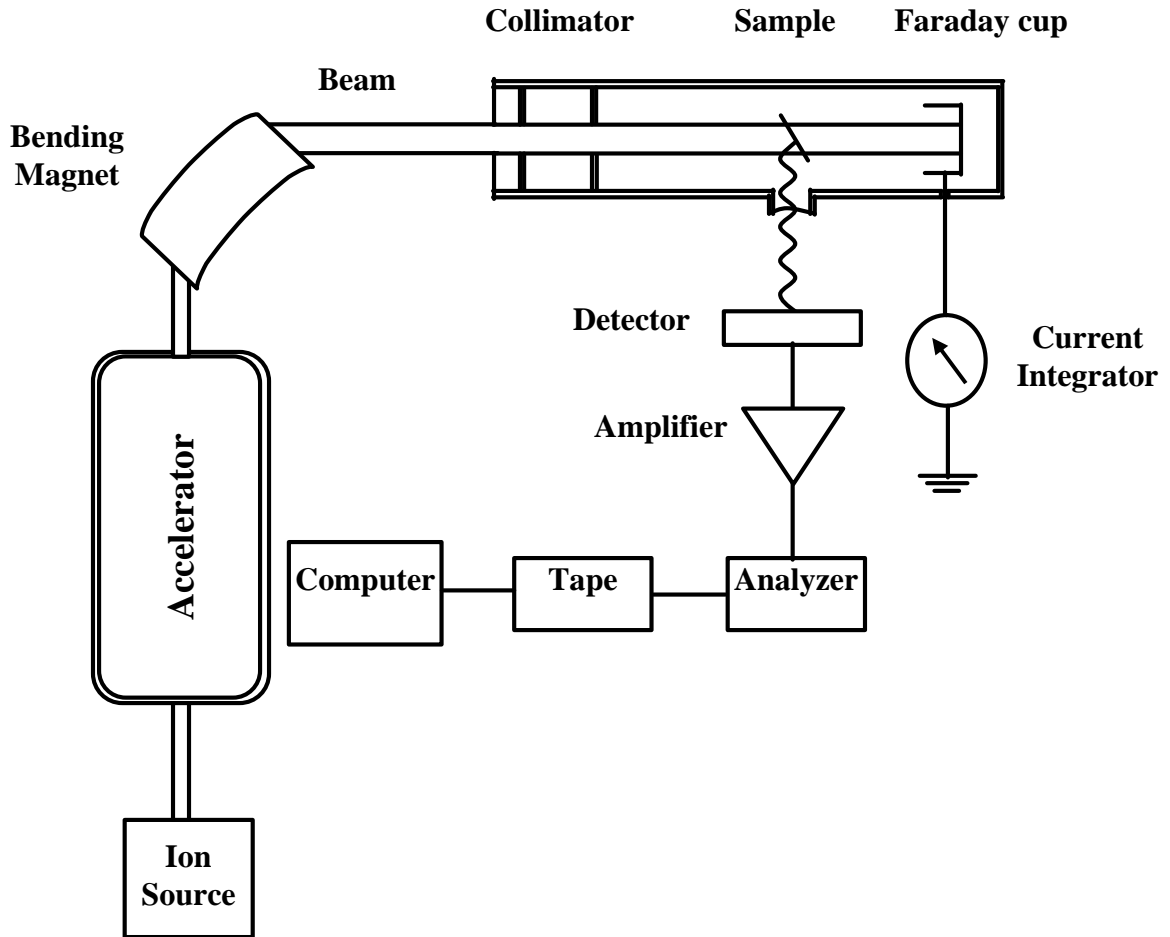 Collimator
Sample
Faraday cup
Beam
Bending
Magnet
Detector
Current
Integrator
Amplifier
Accelerator
Computer
Tape
Analyzer
Ion
Source